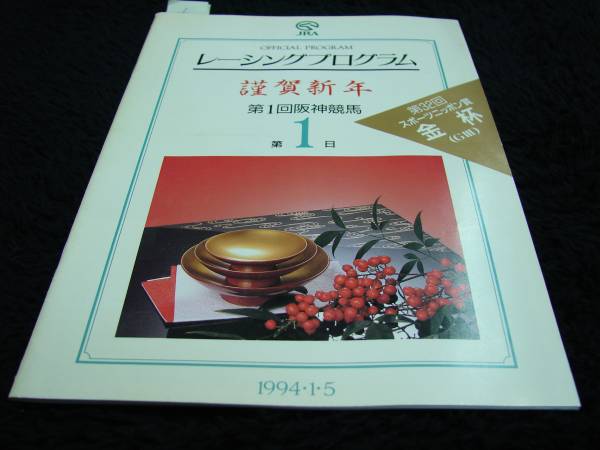 JRA
OFFICIAL PROGRAM
レーシングプログラム
謹賀新年
第1回阪神競馬
第1日
第32回
スポーツニッポン賞
金杯
(GIII)
1994・1・5